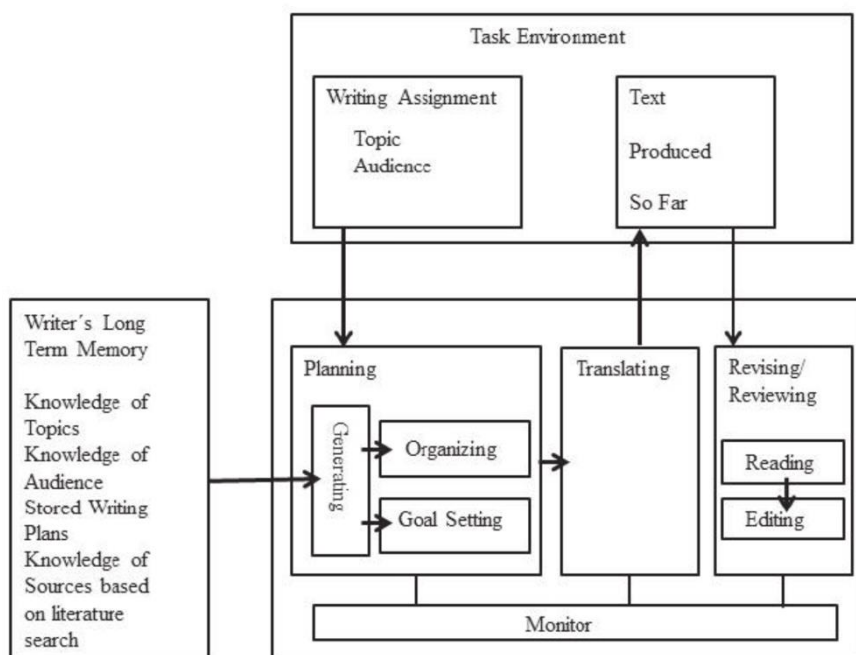 Task Environment
Writing Assignment
Topic
Audience
Text
Produced
So Far
Writer´s Long
Term Memory
Knowledge of
Topics
Knowledge of
Audience
Stored Writing
Plans
Knowledge of
Sources based
on literature
search
Planning
Generating
Organizing
Goal Setting
Translating
Revising/
Reviewing
Reading
Editing
Monitor